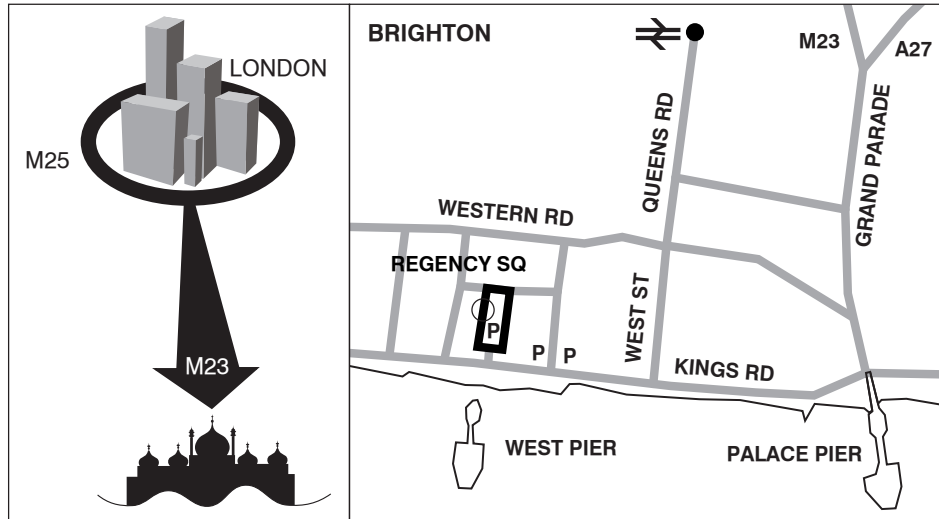 LONDON
M25
M23
BRIGHTON
M23
A27
QUEENS RD
GRAND PARADE
WESTERN RD
REGENCY SQ
P
P
P
WEST ST
KINGS RD
WEST PIER
PALACE PIER